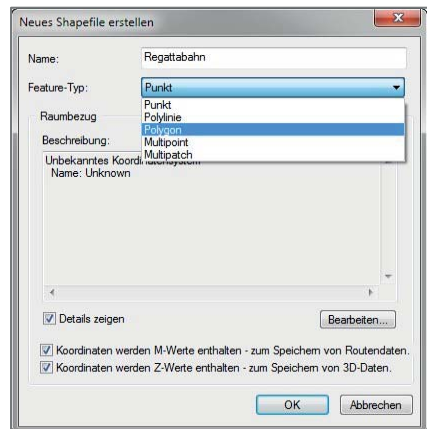 Neues Shapefile erstellen
Name: Regattabahn
Feature-Typ: Punkt
Punkt
Polylinie
Polygon
Multipoint
Multipatch
Raumbezug
Beschreibung:
Unbekanntes
Name: Unknown
Details zeigen
Bearbeiten...
Koordinaten werden M-Werte enthalten - zum Speichern von Routendaten.
Koordinaten werden Z-Werte enthalten - zum Speichern von 3D-Daten.
OK Abbrechen